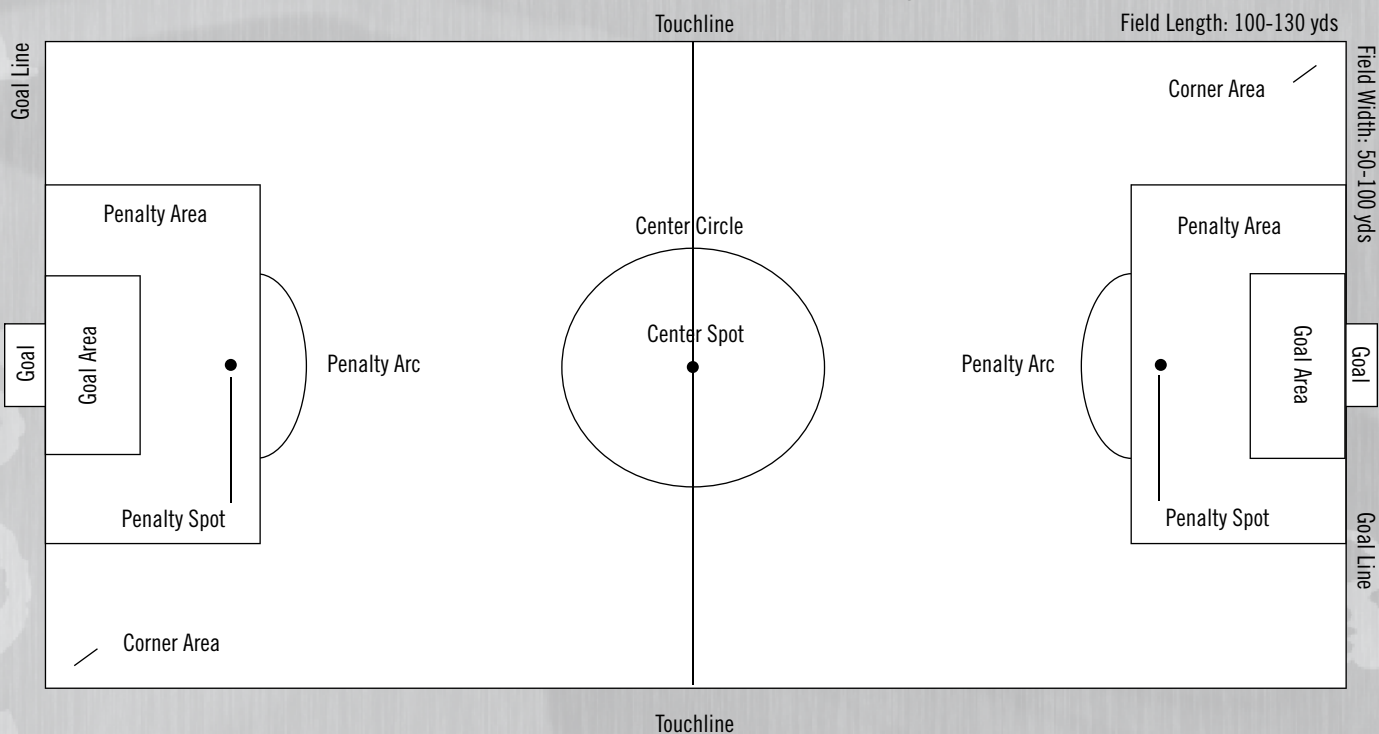 Touchline
Field Length: 100-130 yds
Goal Line
Field Width: 50-100 yds
Corner Area
Penalty Area
Center Circle
Penalty Area
Center Spot
Goal
Goal Area
Penalty Arc
Penalty Arc
Goal Area
Goal
Penalty Spot
Penalty Spot
Goal Line
Corner Area
Touchline